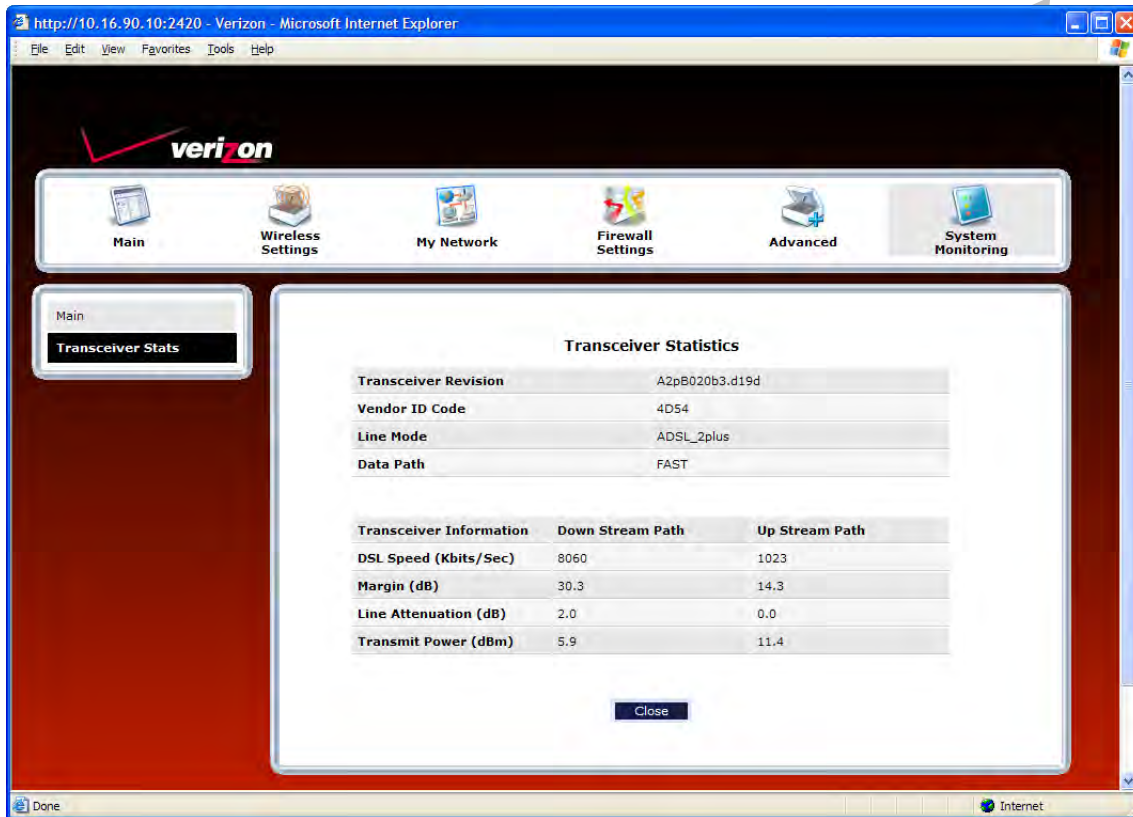 http://10.16.90.10:2420 - Verizon - Microsoft Internet Explorer
File Edit View Favorites Tools Help
verizon
Main
Wireless Settings
My Network
Firewall Settings
Advanced
System Monitoring
Main
Transceiver Stats
Transceiver Statistics
Transceiver Revision A2pB020b3.d19d
Vendor ID Code 4D54
Line Mode ADSL_2plus
Data Path FAST
Transceiver Information Down Stream Path Up Stream Path
DSL Speed (Kbits/Sec) 8060 1023
Margin (dB) 30.3 14.3
Line Attenuation (dB) 2.0 0.0
Transmit Power (dBm) 5.9 11.4
Close
Done Internet